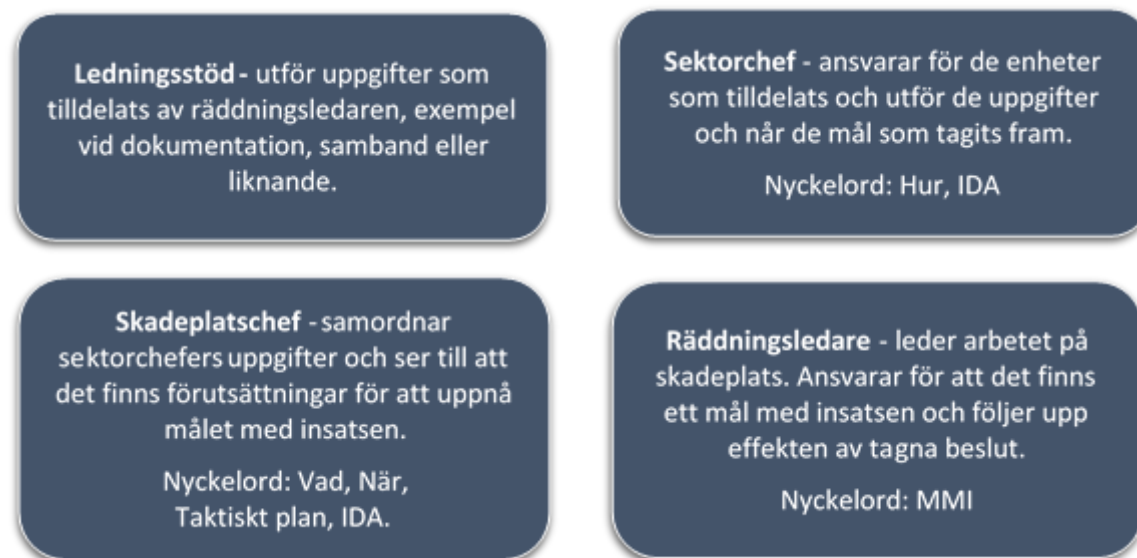 Ledningsstöd - utför uppgifter som
tilldelats av räddningsledaren, exempel
vid dokumentation, samband eller
liknande.
Sektorchef - ansvarar för de enheter
som tilldelats och utför de uppgifter
och når de mål som tagits fram.
Nyckelord: Hur, IDA
Skadeplatschef - samordnar
sektorchefers uppgifter och ser till att
det finns förutsättningar för att uppnå
målet med insatsen.
Nyckelord: Vad, När,
Taktiskt plan, IDA.
Räddningsledare - leder arbetet på
skadeplats. Ansvarar för att det finns
ett mål med insatsen och följer upp
effekten av tagna beslut.
Nyckelord: MMI